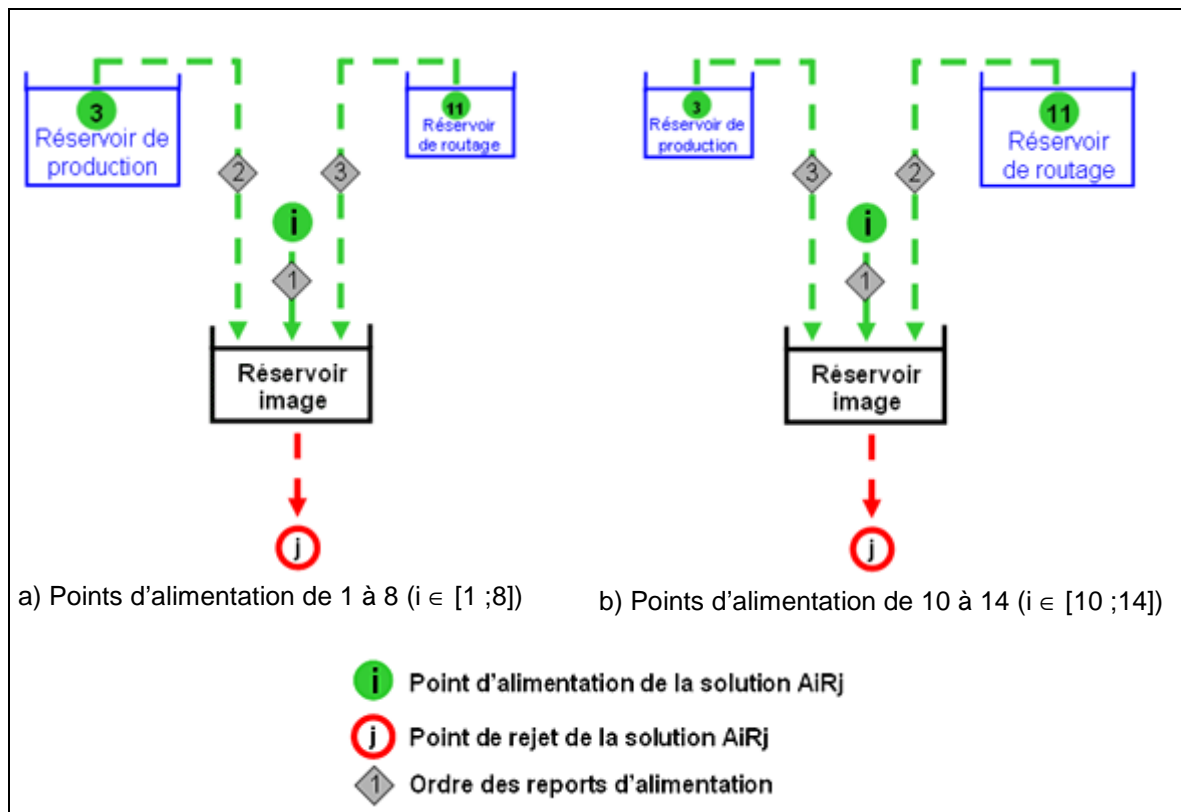 3
Réservoir de
production
11
Réservoir
de routage
2
3
i
1
Réservoir
image
j
a) Points d'alimentation de 1 à 8 (i ∈ [1 ;8])
3
Réservoir de
production
11
Réservoir
de routage
3
2
i
1
Réservoir
image
j
b) Points d'alimentation de 10 à 14 (i ∈ [10 ;14])
i Point d'alimentation de la solution AiRj
j Point de rejet de la solution AiRj
1 Ordre des reports d'alimentation